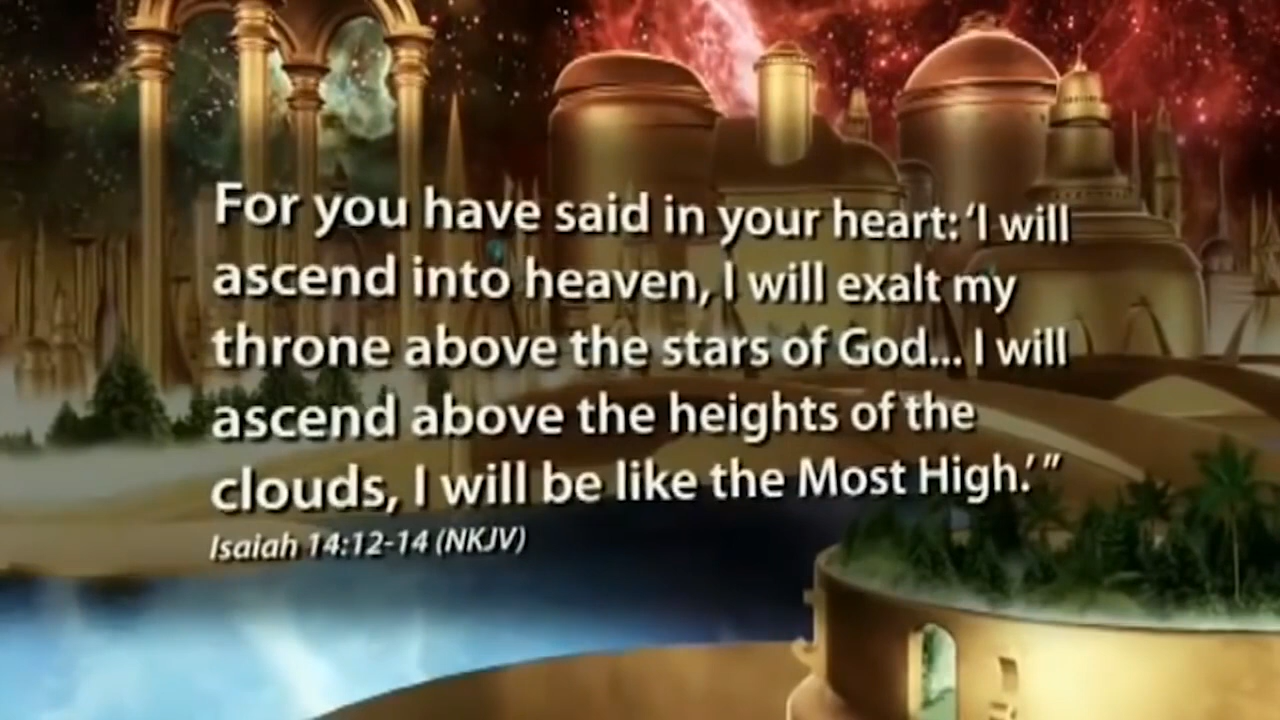 For you have said in your heart: ‘I will
ascend into heaven, I will exalt my
throne above the stars of God... I will
ascend above the heights of the
clouds, I will be like the Most High.’ ”
Isaiah 14:12-14 (NKJV)